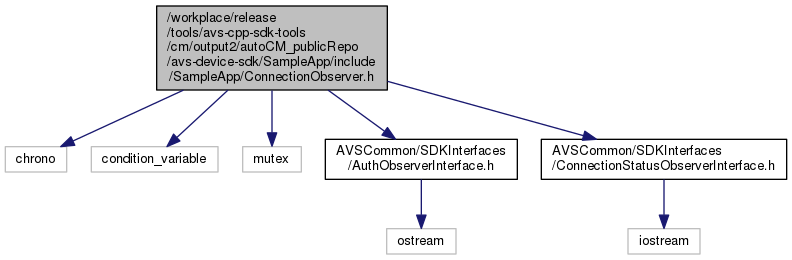 /workplace/release
/tools/avs-cpp-sdk-tools
/cm/output2/autoCM_publicRepo
/avs-device-sdk/SampleApp/include
/SampleApp/ConnectionObserver.h
chrono
condition_variable
mutex
AVSCommon/SDKInterfaces
/AuthObserverInterface.h
AVSCommon/SDKInterfaces
/ConnectionStatusObserverInterface.h
ostream
iostream